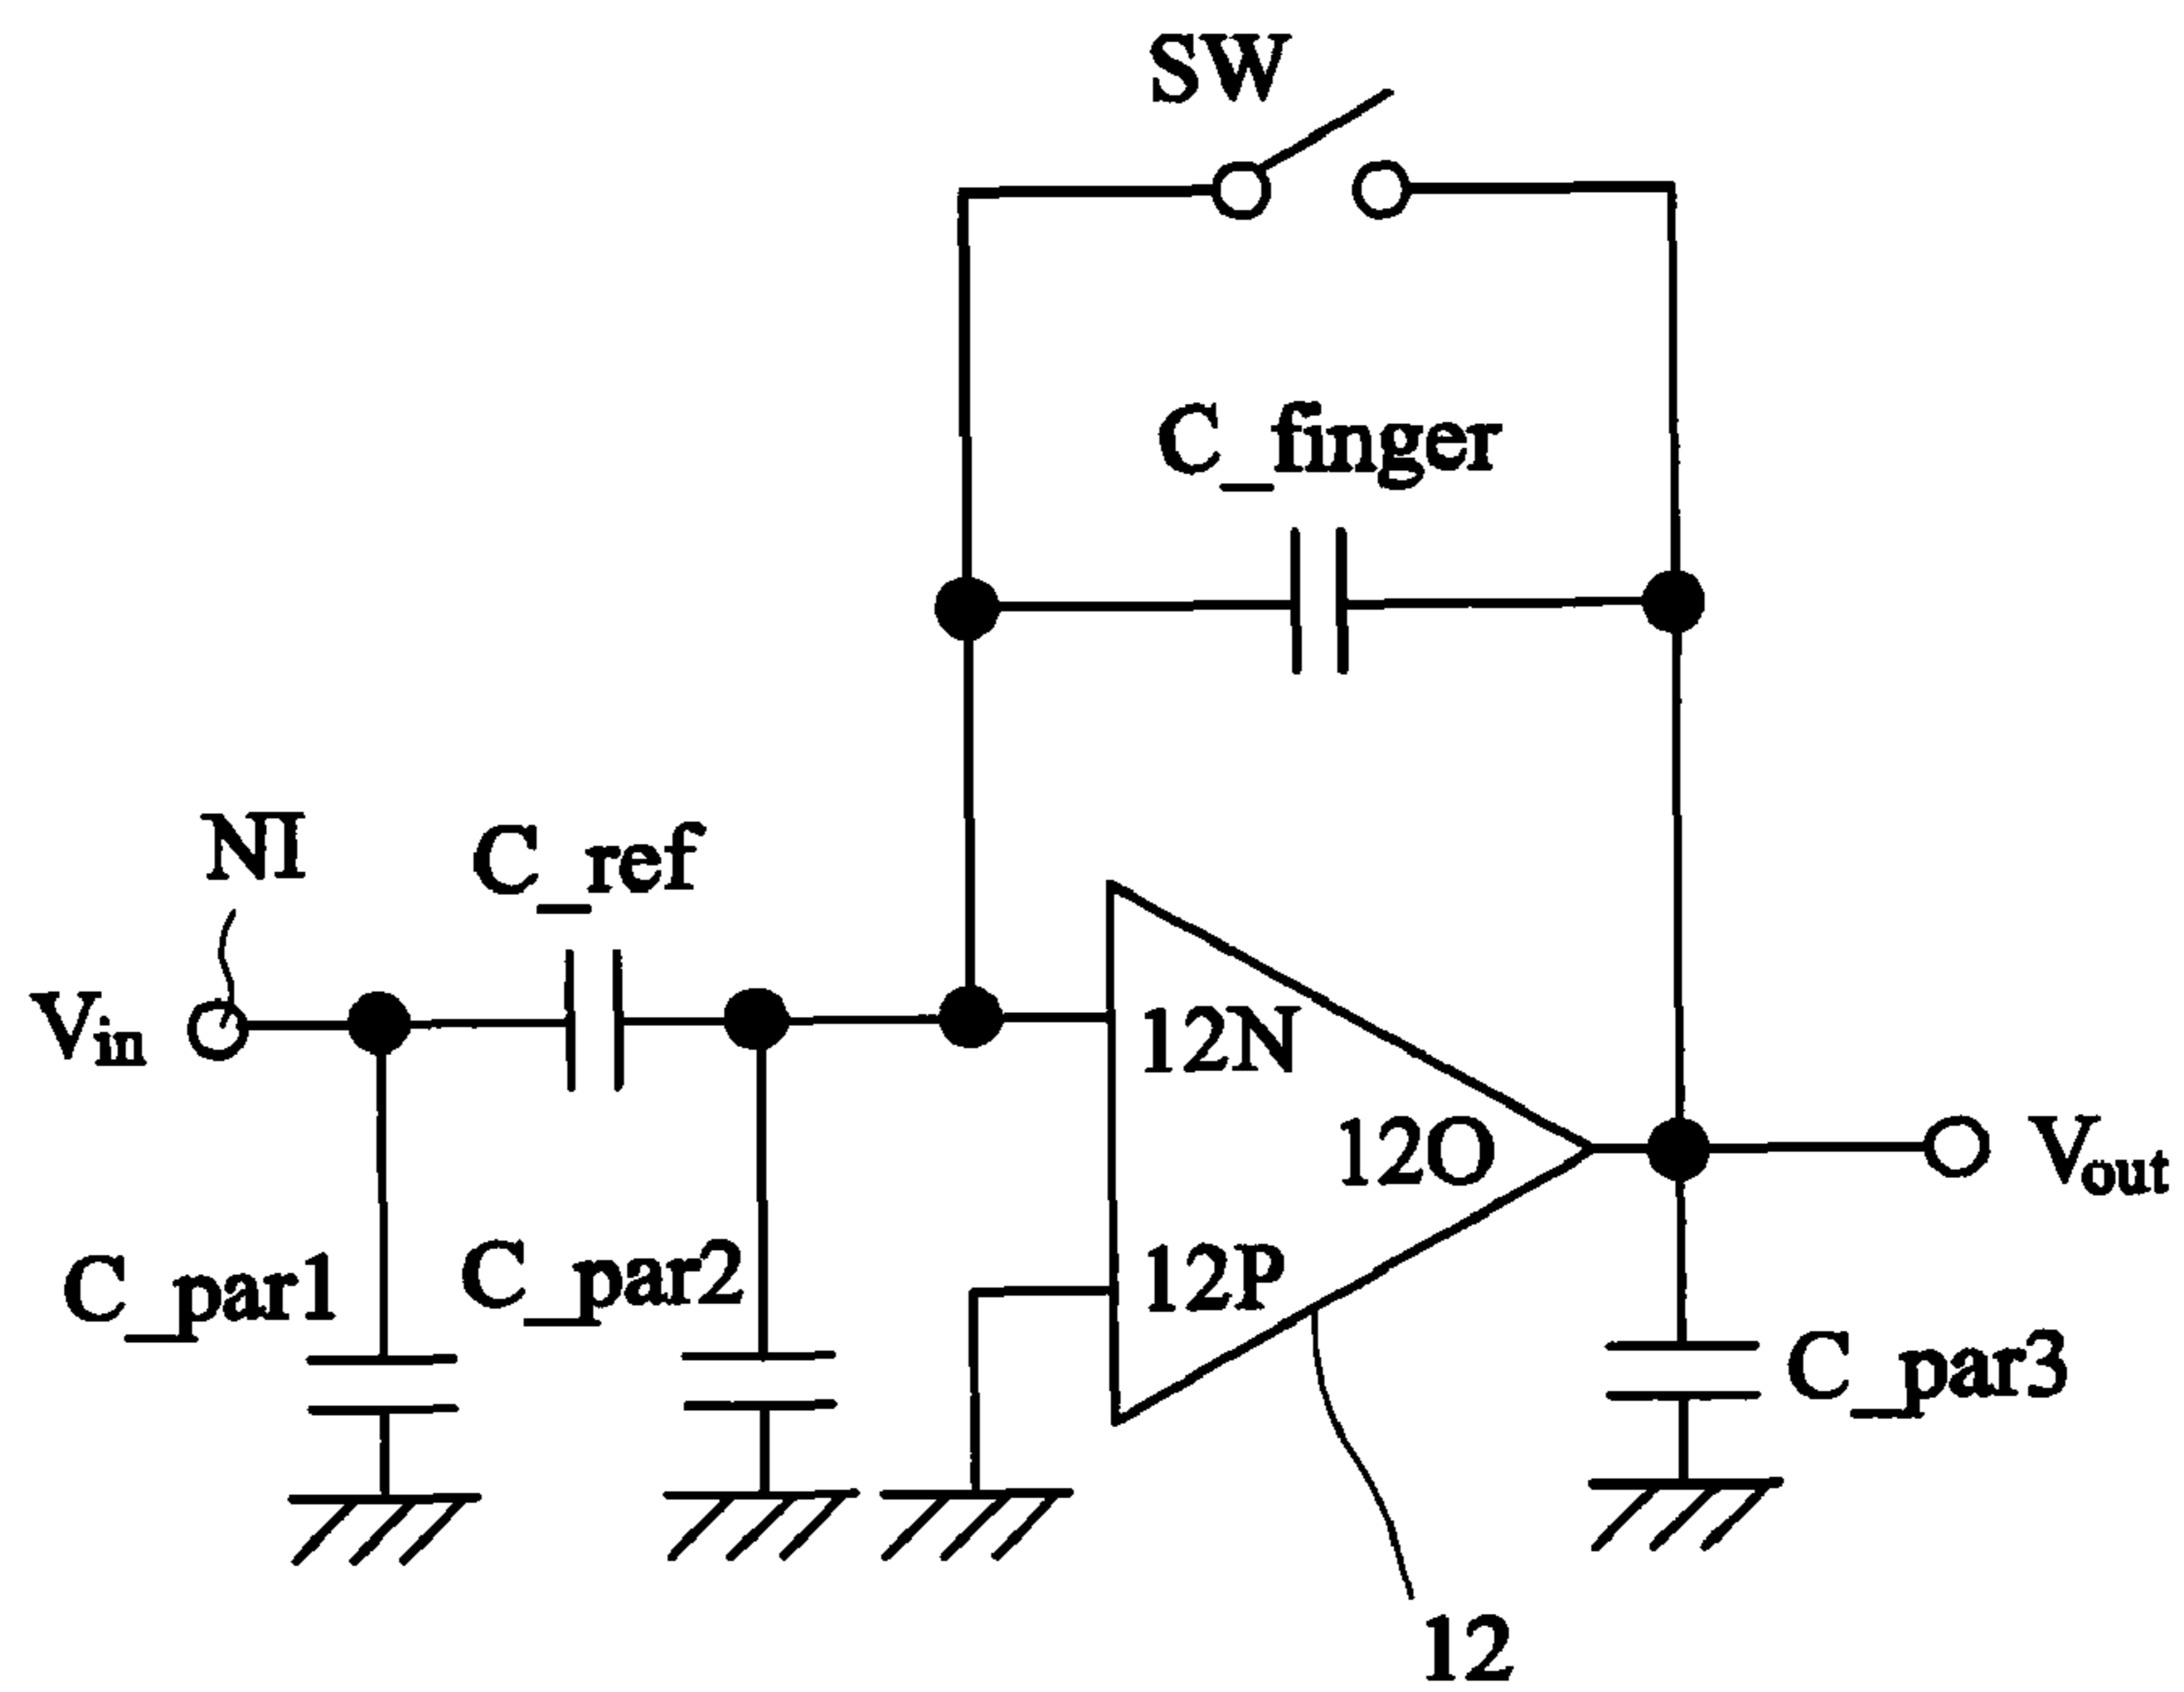 SW
C_finger
NI
C_ref
Vin
12N
12O
Vout
C_par1
C_par2
12P
C_par3
12